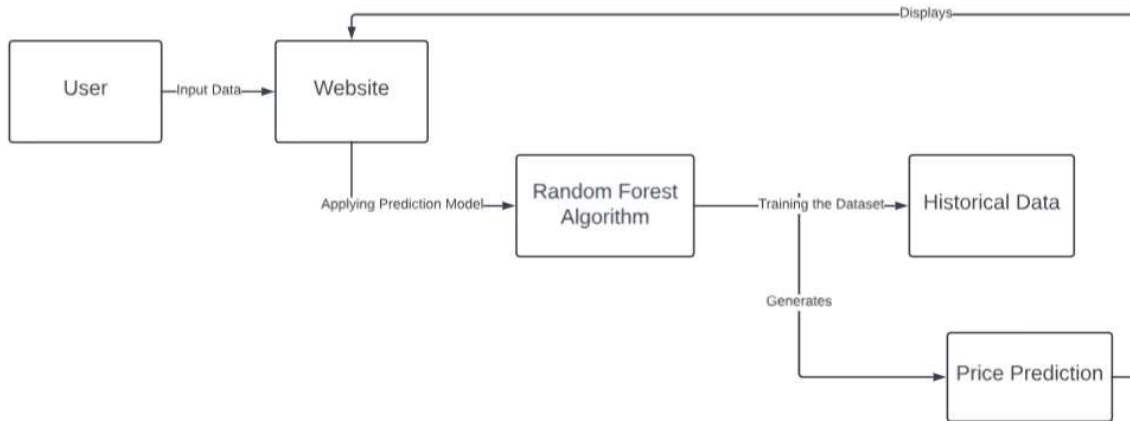 Displays
User
Input Data
Website
Applying Prediction Model
Random Forest
Algorithm
Training the Dataset
Historical Data
Generates
Price Prediction